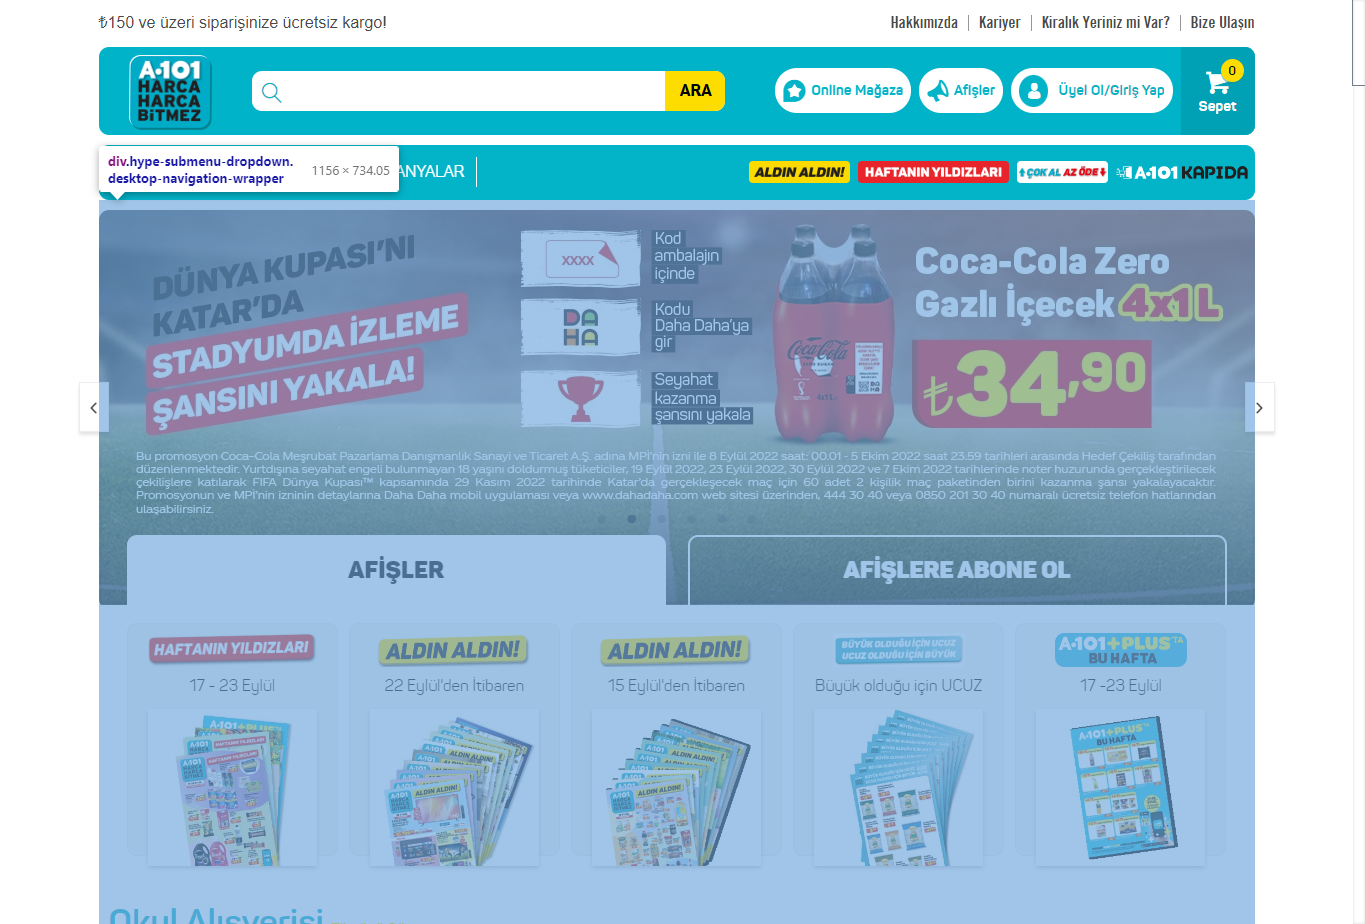 ₺150 ve üzeri siparişinize ücretsiz kargo!
Hakkımızda
Kariyer
Kiralık Yeriniz mi Var?
Bize Ulaşın
A-101
HARCA
HARCA
BİTMEZ
ARA
Online Mağaza
Afişler
Üyel Ol/Giriş Yap
0
Sepet
div.hype-submenu-dropdown.
desktop-navigation-wrapper
1156 × 734.05
ANYALAR
ALDIN ALDIN!
HAFTANIN YILDIZLARI
ÇOK AL AZ ÖDE
A-101 KAPIDA
DÜNYA KUPASI'NI
KATAR'DA
STADYUMDA İZLEME
ŞANSINI YAKALA!
XXXX
Kod
ambalajın
içinde
DA
HA
Kodu
Daha Daha'ya
gir
Seyahat
kazanma
şansını yakala
Coca-Cola
Coca-Cola Zero
Gazlı İçecek 4x1L
₺34,90
Bu promosyon Coca-Cola Meşrubat Pazarlama Danışmanlık Sanayi ve Ticaret A.Ş. adına MPİ'nin izni ile 8 Eylül 2022 saat: 00.01 - 5 Ekim 2022 saat 23.59 tarihleri arasında Hedef Çekiliş tarafından
düzenlenmektedir. Yurtdışına seyahat engeli bulunmayan 18 yaşını doldurmuş tüketiciler, 19 Eylül 2022, 23 Eylül 2022, 30 Eylül 2022 ve 7 Ekim 2022 tarihlerinde noter huzurunda gerçekleştirilecek
çekilişlere katılarak FIFA Dünya Kupası™ kapsamında 29 Kasım 2022 tarihinde Katar'da gerçekleşecek maç için 60 adet 2 kişilik maç paketinden birini kazanma şansı yakalayacaktır.
Promosyonun ve MPİ'nin izninin detaylarına Daha Daha mobil uygulaması veya www.dahadaha.com web sitesi üzerinden, 444 30 40 veya 0850 201 30 40 numaralı ücretsiz telefon hatlarından
ulaşabilirsiniz.
AFİŞLER
AFİŞLERE ABONE OL
HAFTANIN YILDIZLARI
17 - 23 Eylül
ALDIN ALDIN!
22 Eylül'den İtibaren
ALDIN ALDIN!
15 Eylül'den İtibaren
BÜYÜK OLDUĞU İÇİN UCUZ
UCUZ OLDUĞU İÇİN BÜYÜK
Büyük olduğu için UCUZ
A-101+PLUS'TA
BU HAFTA
17 -23 Eylül
A-101+PLUS
BU HAFTA
Okul Alışverişi